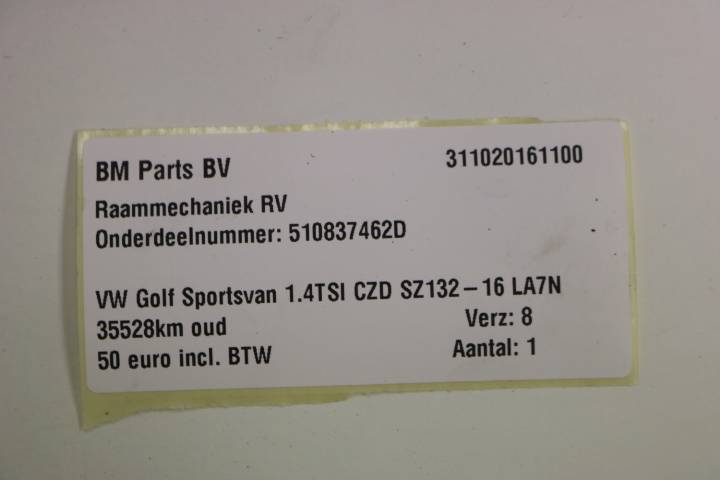 BM Parts BV 311020161100
Raammechaniek RV
Onderdeelnummer: 510837462D
VW Golf Sportsvan 1.4TSI CZD SZ132-16 LA7N
35528km oud Verz: 8
50 euro incl. BTW Aantal: 1